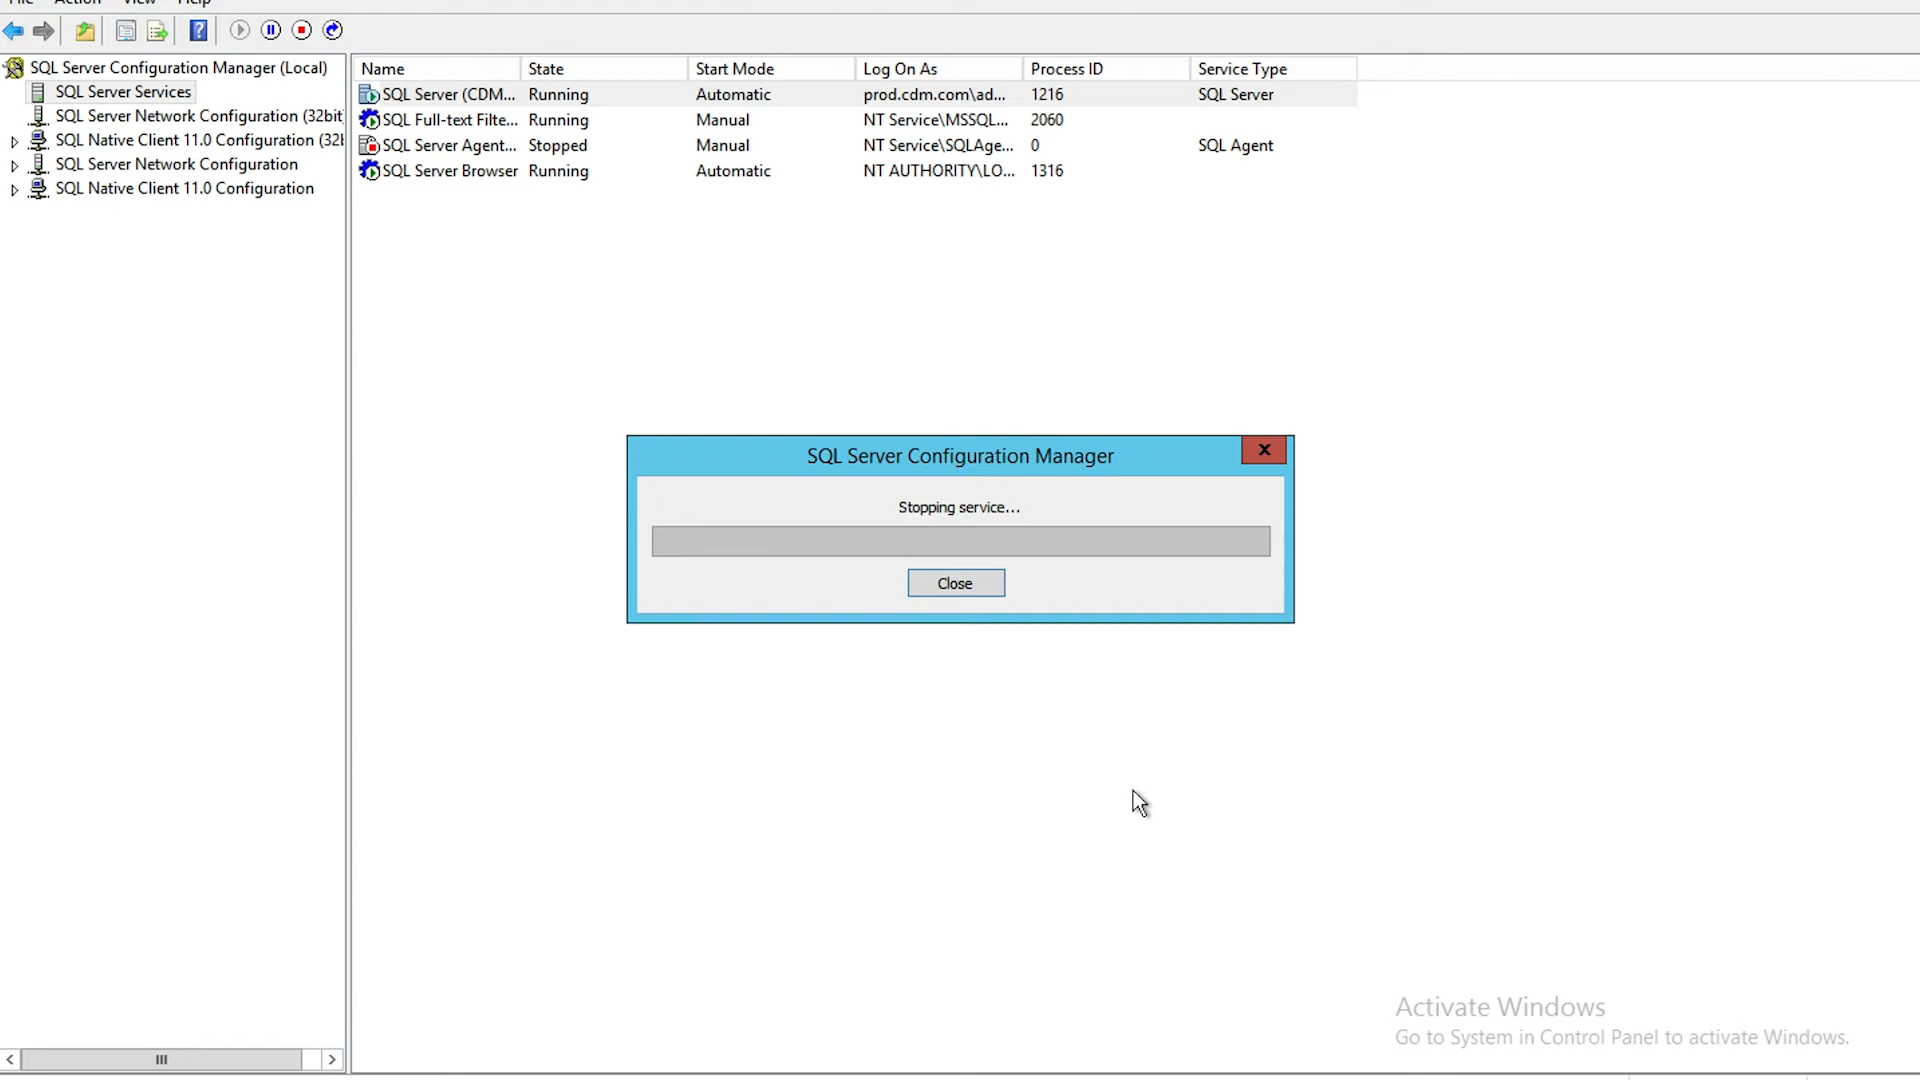 File Action View Help
SQL Server Configuration Manager (Local)
SQL Server Services
SQL Server Network Configuration (32bit
SQL Native Client 11.0 Configuration (32b
SQL Server Network Configuration
SQL Native Client 11.0 Configuration
Name State Start Mode Log On As Process ID Service Type
SQL Server (CDM... Running Automatic prod.cdm.com\ad... 1216 SQL Server
SQL Full-text Filte... Running Manual NT Service\MSSQL... 2060
SQL Server Agent... Stopped Manual NT Service\SQLAge... 0 SQL Agent
SQL Server Browser Running Automatic NT AUTHORITY\LO... 1316
SQL Server Configuration Manager
x
Stopping service...
Close
Activate Windows
Go to System in Control Panel to activate Windows.